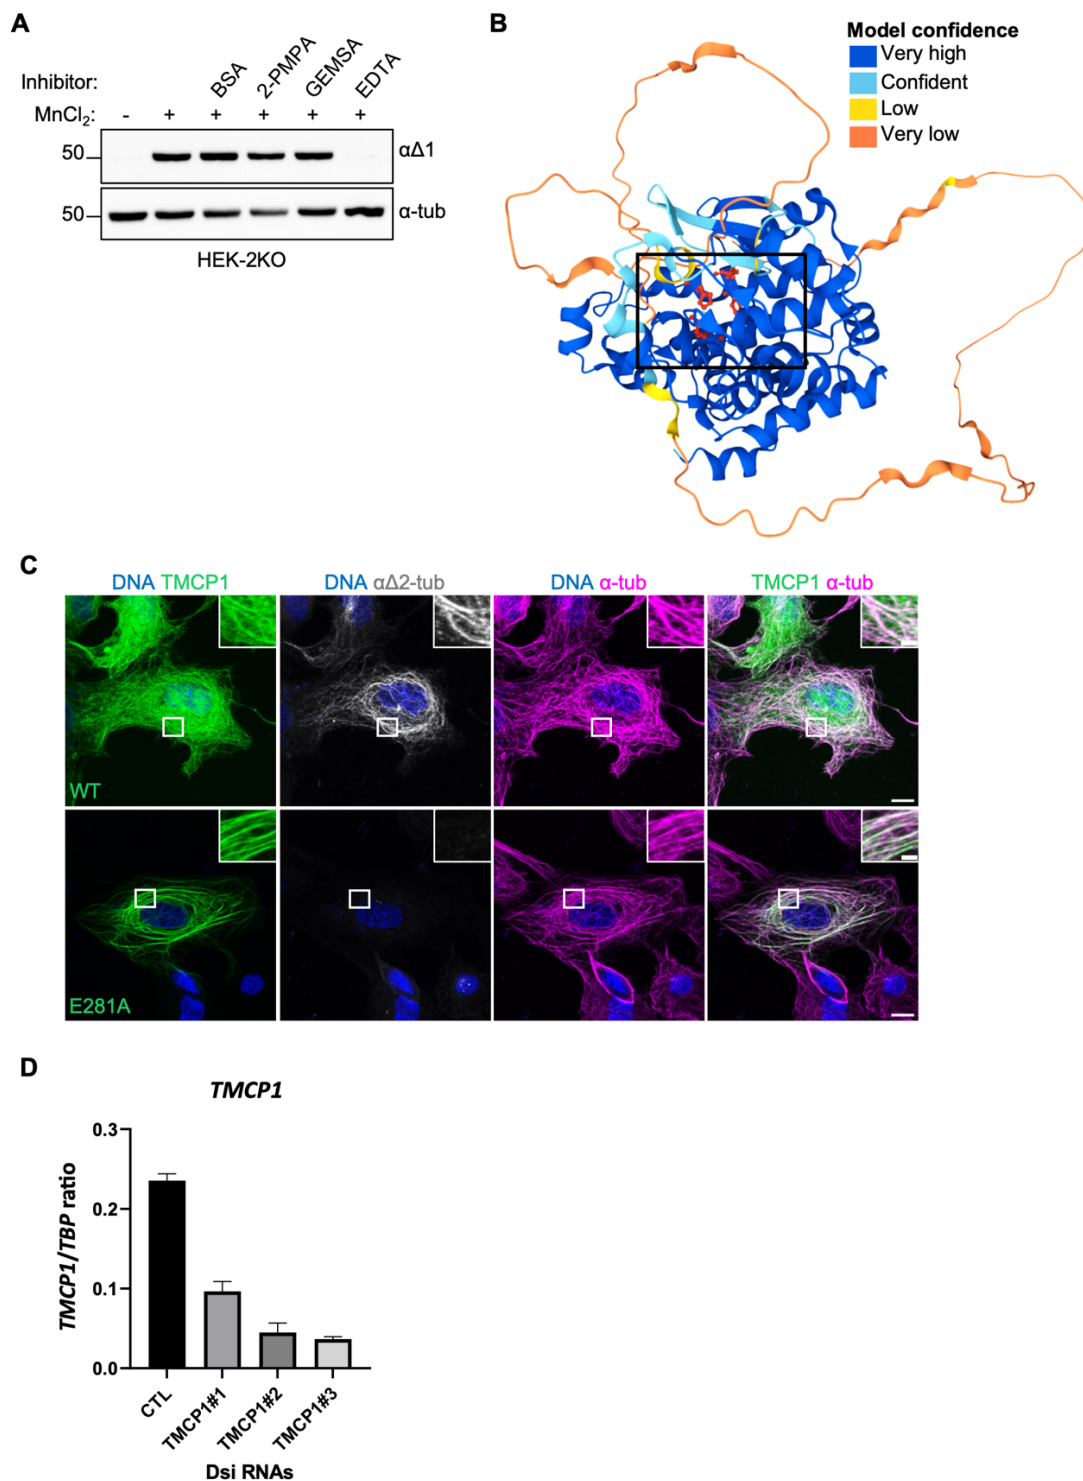 A
Inhibitor: BSA 2-PMPA GEMSA EDTA
MnCl₂: - + + + + +
50 αΔ1
50 α-tub
HEK-2KO
B
Model confidence
Very high
Confident
Low
Very low
C
DNA TMCP1 DNA αΔ2-tub DNA α-tub TMCP1 α-tub
WT
E281A
D
TMCP1
TMCP1/TBP ratio
0.3
0.2
0.1
0.0
CTL TMCP1#1 TMCP1#2 TMCP1#3
Dsi RNAs